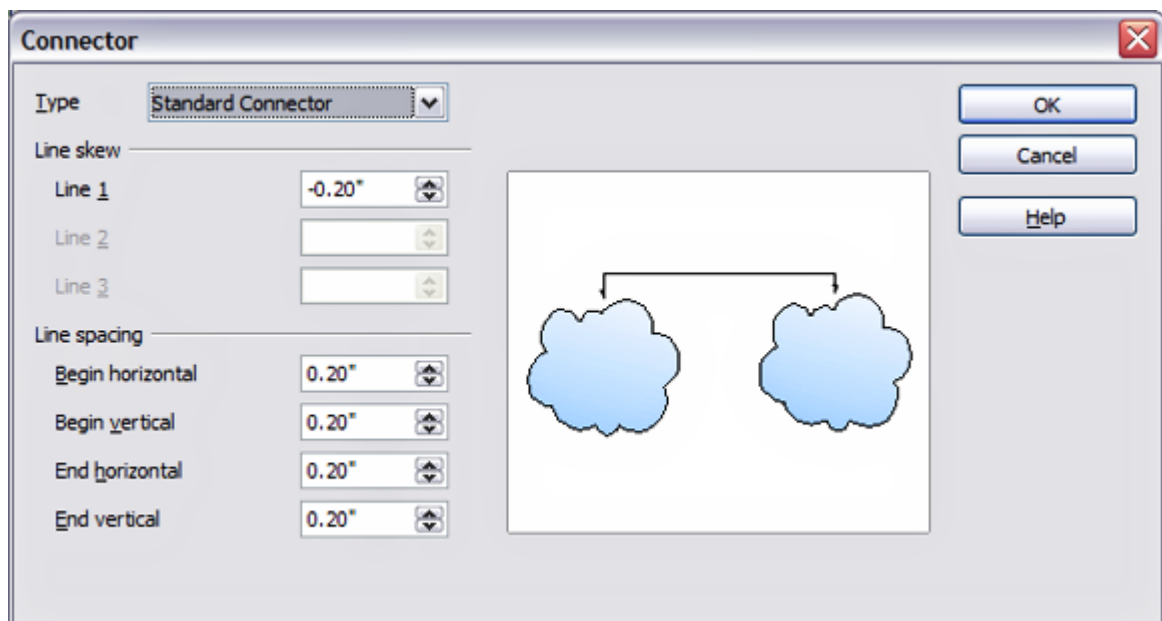 Connector
Type Standard Connector
OK
Cancel
Help
Line skew
Line 1 -0.20"
Line 2
Line 3
Line spacing
Begin horizontal 0.20"
Begin vertical 0.20"
End horizontal 0.20"
End vertical 0.20"